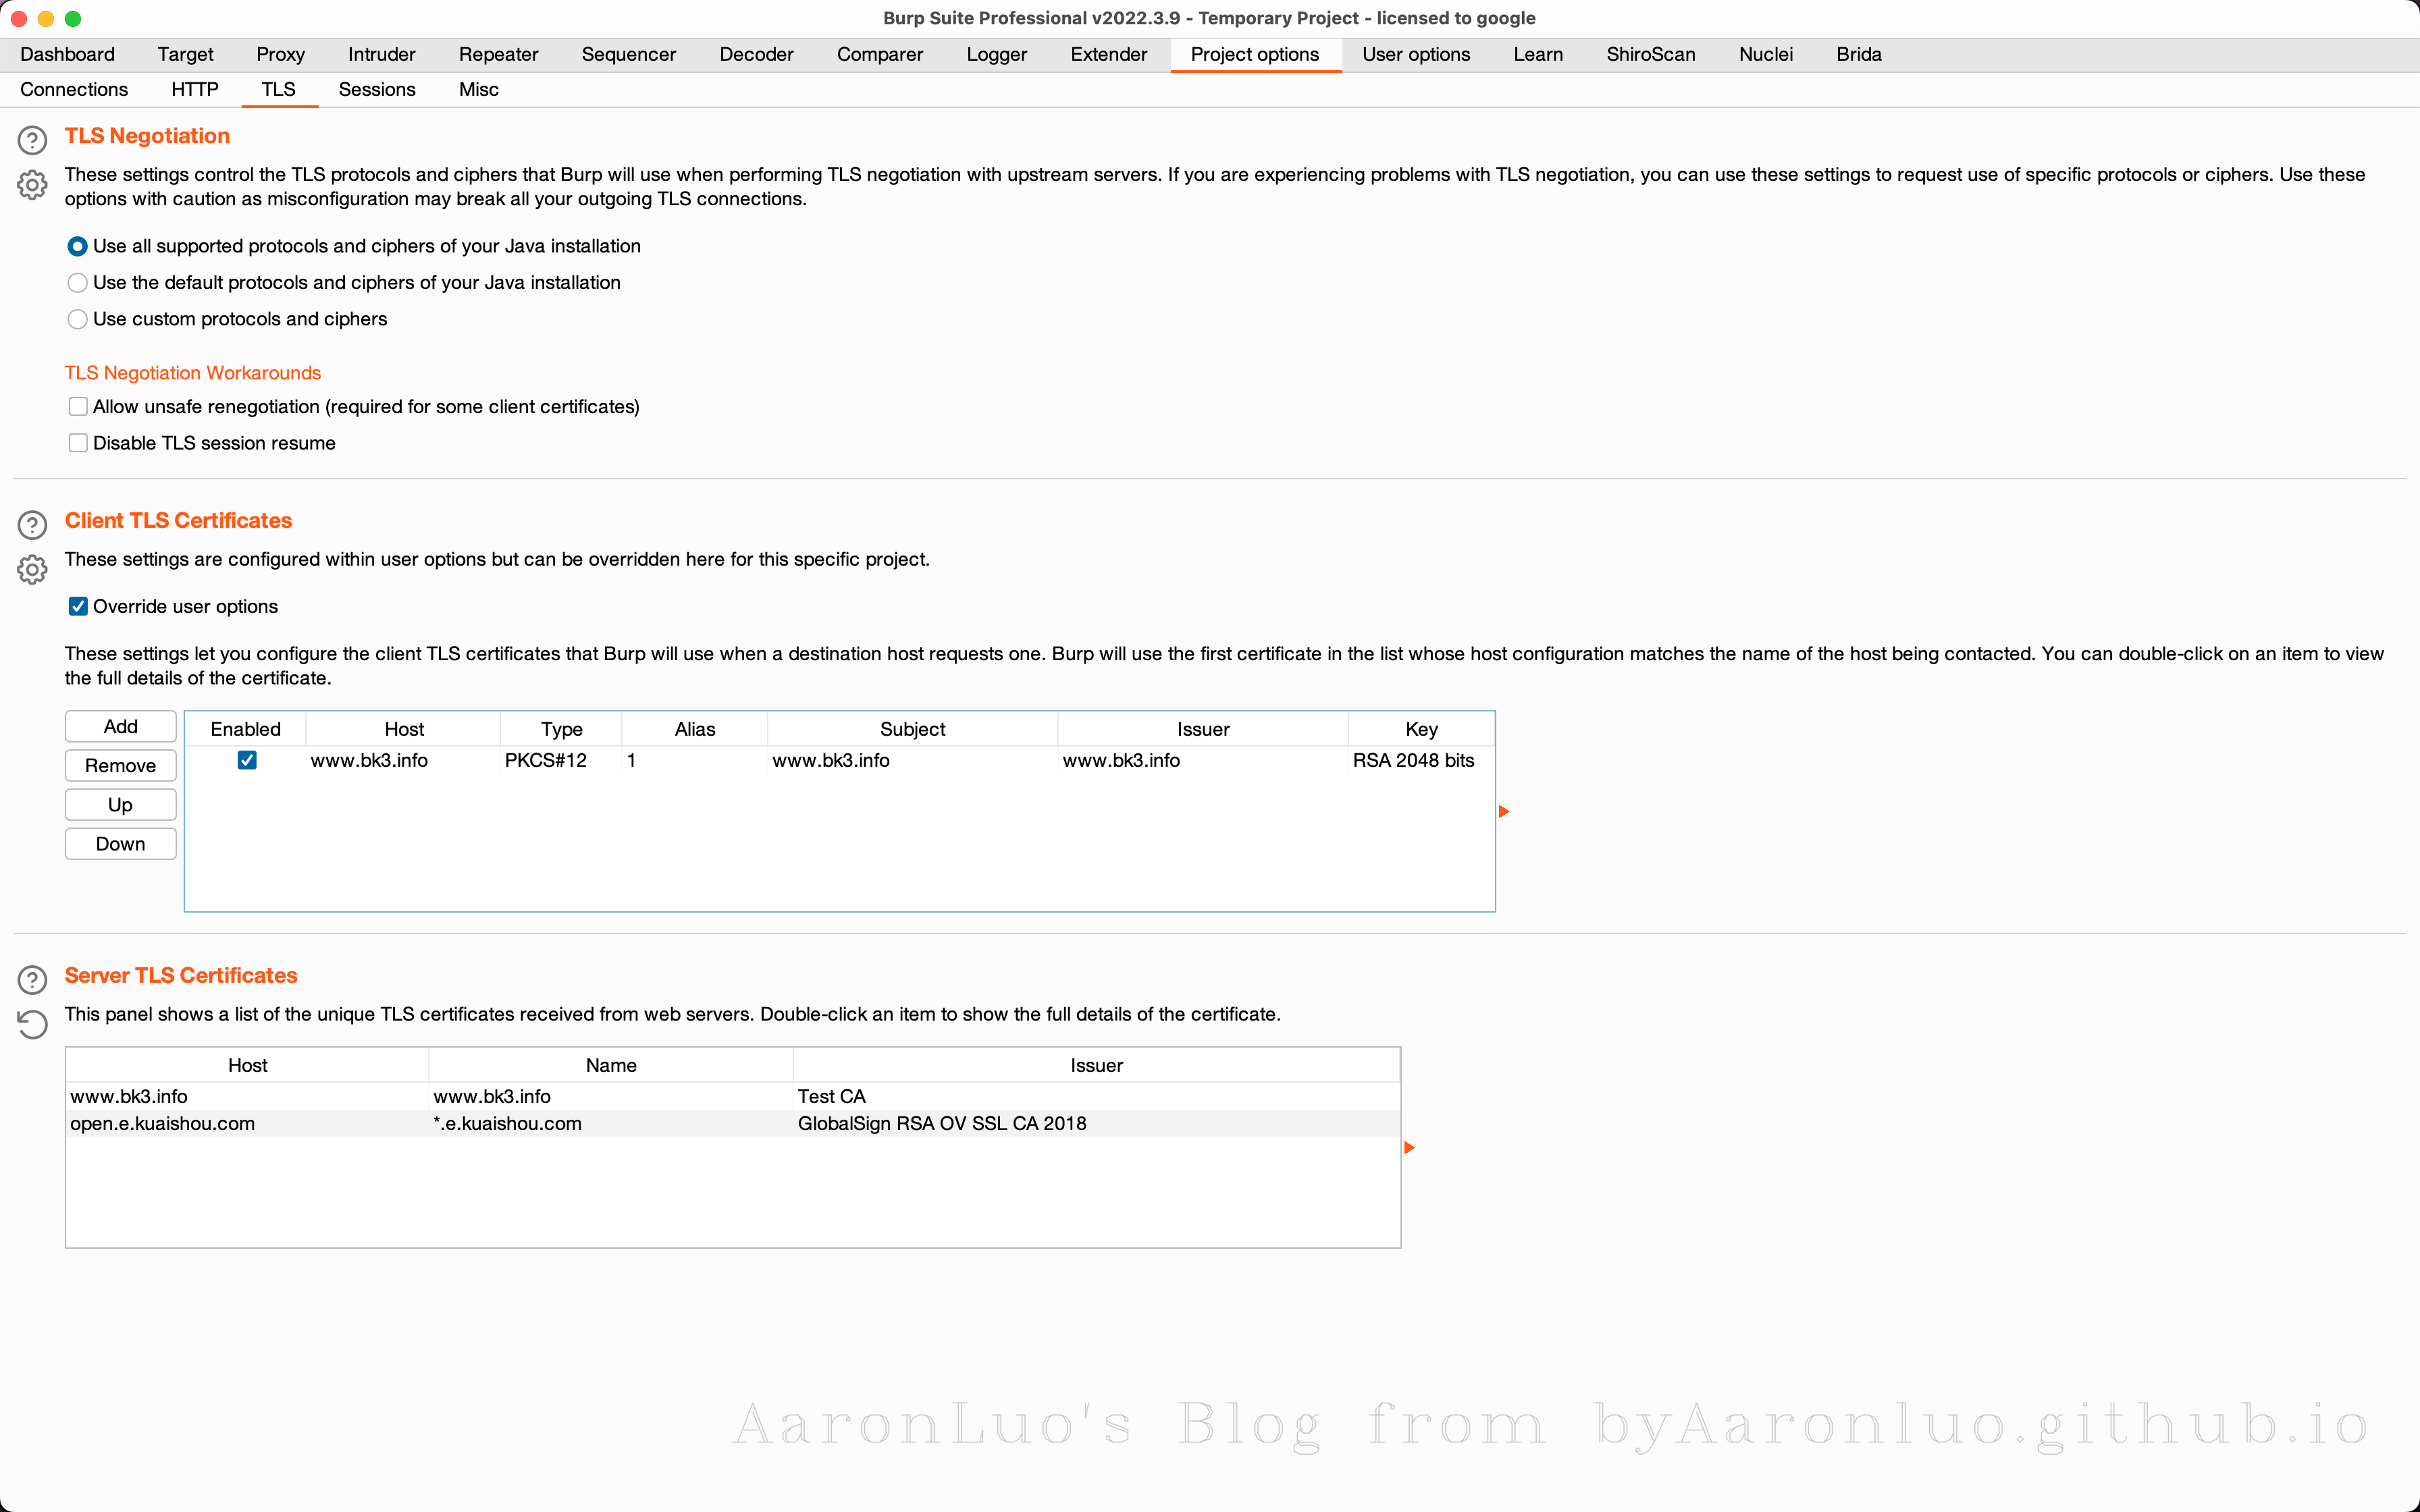 Burp Suite Professional v2022.3.9 - Temporary Project - licensed to google
Dashboard Target Proxy Intruder Repeater Sequencer Decoder Comparer Logger Extender Project options User options Learn ShiroScan Nuclei Brida
Connections HTTP TLS Sessions Misc
TLS Negotiation
These settings control the TLS protocols and ciphers that Burp will use when performing TLS negotiation with upstream servers. If you are experiencing problems with TLS negotiation, you can use these settings to request use of specific protocols or ciphers. Use these
options with caution as misconfiguration may break all your outgoing TLS connections.
Use all supported protocols and ciphers of your Java installation
Use the default protocols and ciphers of your Java installation
Use custom protocols and ciphers
TLS Negotiation Workarounds
Allow unsafe renegotiation (required for some client certificates)
Disable TLS session resume
Client TLS Certificates
These settings are configured within user options but can be overridden here for this specific project.
Override user options
These settings let you configure the client TLS certificates that Burp will use when a destination host requests one. Burp will use the first certificate in the list whose host configuration matches the name of the host being contacted. You can double-click on an item to view
the full details of the certificate.
Add
Remove
Up
Down
Enabled Host Type Alias Subject Issuer Key
www.bk3.info PKCS#12 1 www.bk3.info www.bk3.info RSA 2048 bits
Server TLS Certificates
This panel shows a list of the unique TLS certificates received from web servers. Double-click an item to show the full details of the certificate.
Host Name Issuer
www.bk3.info www.bk3.info Test CA
open.e.kuaishou.com *.e.kuaishou.com GlobalSign RSA OV SSL CA 2018
AaronLuo's Blog from byAaronluo.github.io